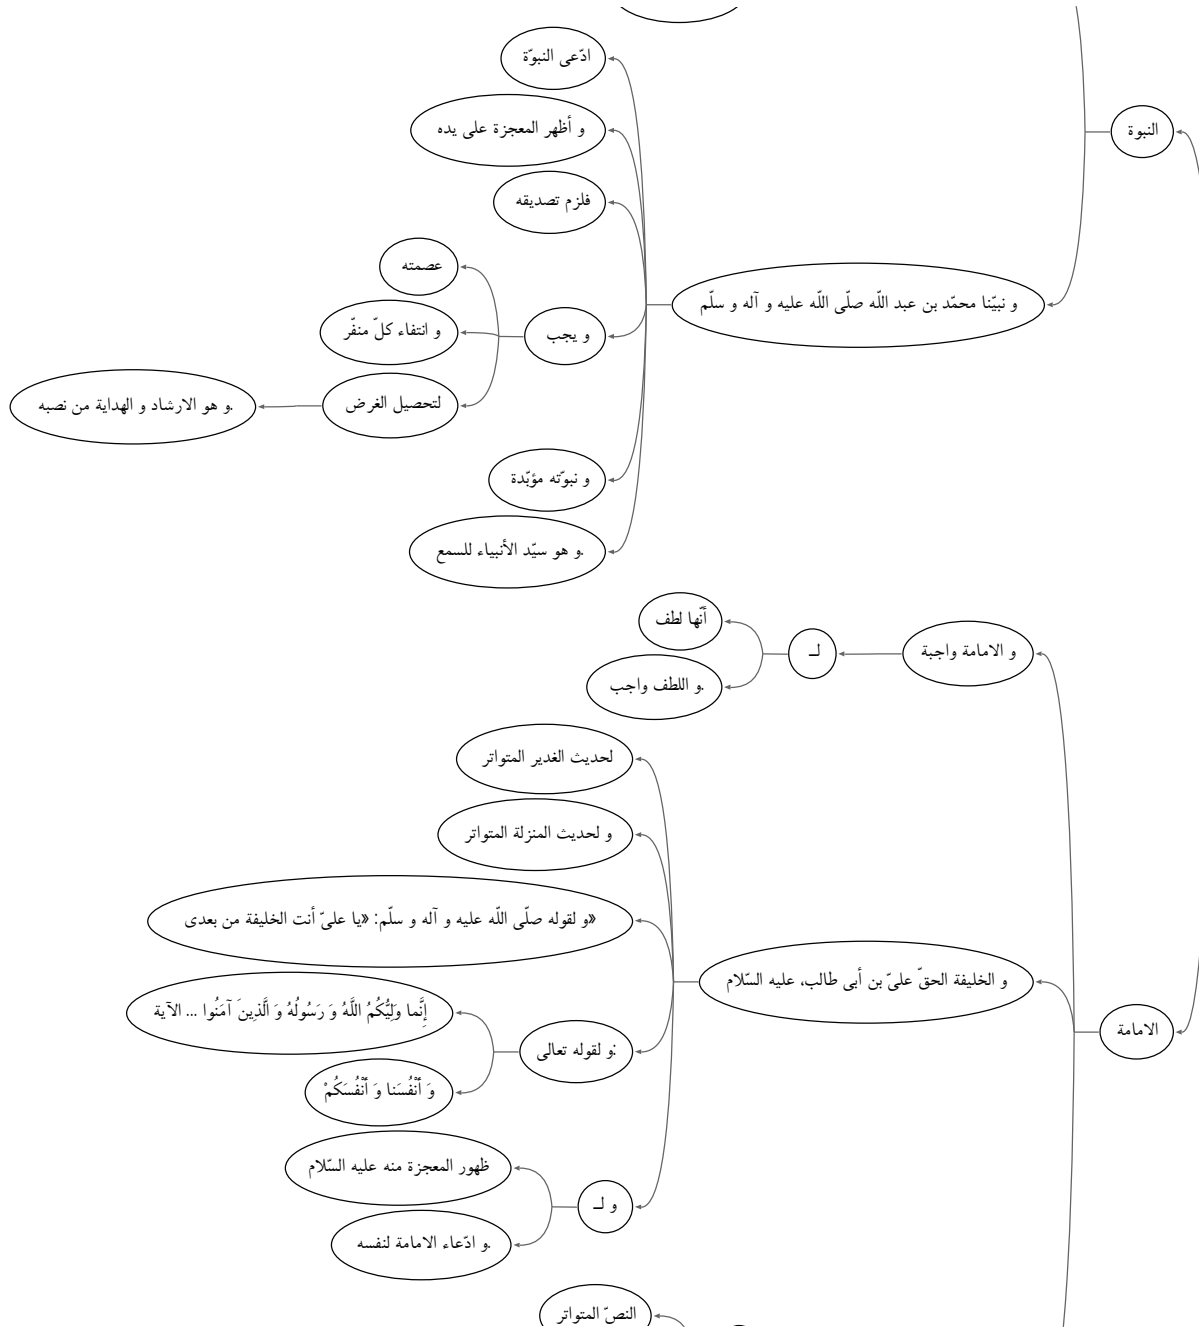 النبوة
ادّعى النبوّة
و أظهر المعجزة على يده
فلزم تصديقه
و نبيّنا محمّد بن عبد اللّه صلّى اللّه عليه و آله و سلّم
و يجب
عصمته
و انتفاء كلّ منفّر
لتحصيل الغرض
و هو الارشاد و الهداية من نصبه.
و نبوّته مؤبّدة
و هو سيّد الأنبياء للسمع.
و الامامة واجبة
لـ
أنّها لطف
و اللطف واجب.
لحديث الغدير المتواتر
و لحديث المنزلة المتواتر
و لقوله صلّى اللّه عليه و آله و سلّم: «يا علىّ أنت الخليفة من بعدى»
و الخليفة الحقّ علىّ بن أبى طالب، عليه السّلام
الامامة
و لقوله تعالى:
إِنَّما وَلِيُّكُمُ اللَّهُ وَ رَسُولُهُ وَ الَّذِينَ آمَنُوا ... الآية
وَ أَنْفُسَنا وَ أَنْفُسَكُمْ
و لـ
ظهور المعجزة منه عليه السّلام
و ادّعاء الامامة لنفسه.
النصّ المتواتر